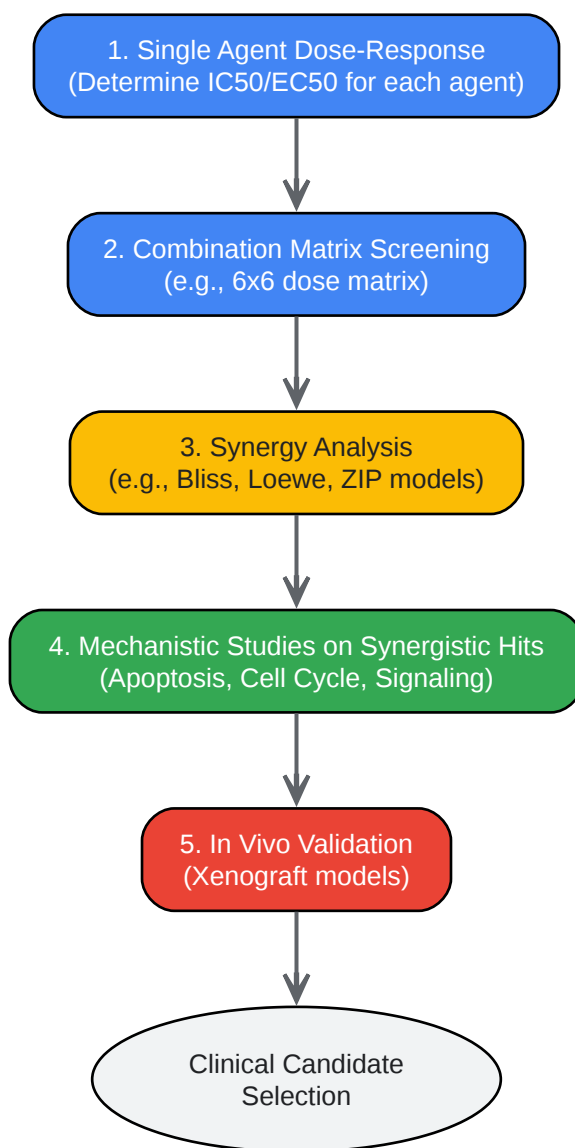 1. Single Agent Dose-Response
(Determine IC50/EC50 for each agent)
2. Combination Matrix Screening
(e.g., 6x6 dose matrix)
3. Synergy Analysis
(e.g., Bliss, Loewe, ZIP models)
4. Mechanistic Studies on Synergistic Hits
(Apoptosis, Cell Cycle, Signaling)
5. In Vivo Validation
(Xenograft models)
Clinical Candidate
Selection